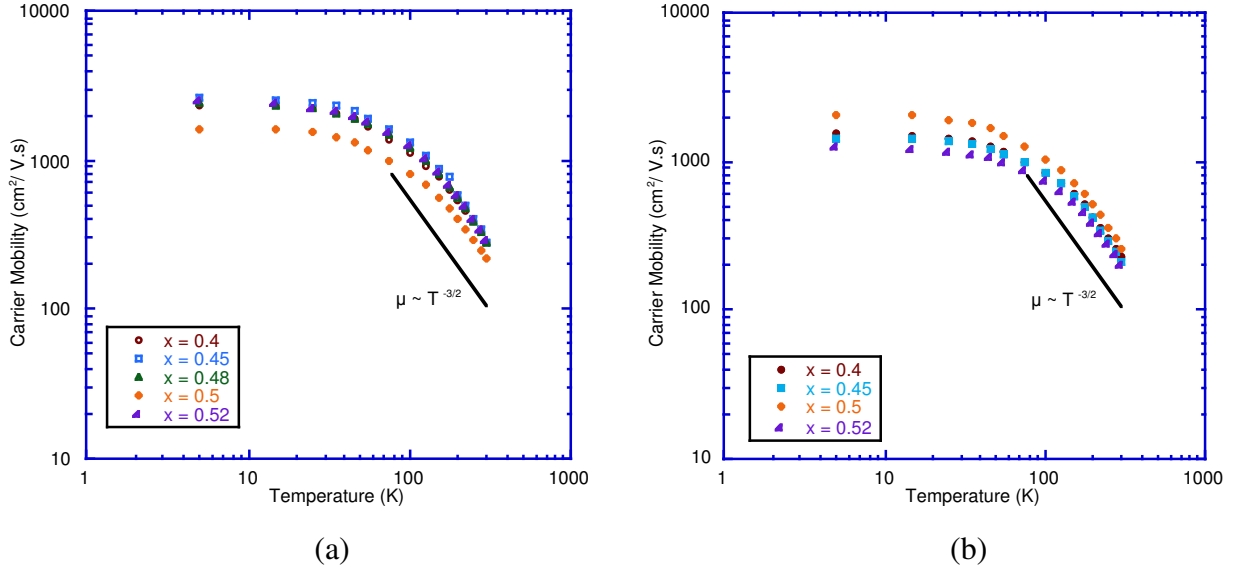 10000
1000
100
10
Carrier Mobility (cm²/ V.s)
μ ~ T -3/2
x = 0.4
x = 0.45
x = 0.48
x = 0.5
x = 0.52
1 10 100 1000
Temperature (K)
(a)
10000
1000
100
10
Carrier Mobility (cm²/ V.s)
μ ~ T -3/2
x = 0.4
x = 0.45
x = 0.5
x = 0.52
1 10 100 1000
Temperature (K)
(b)